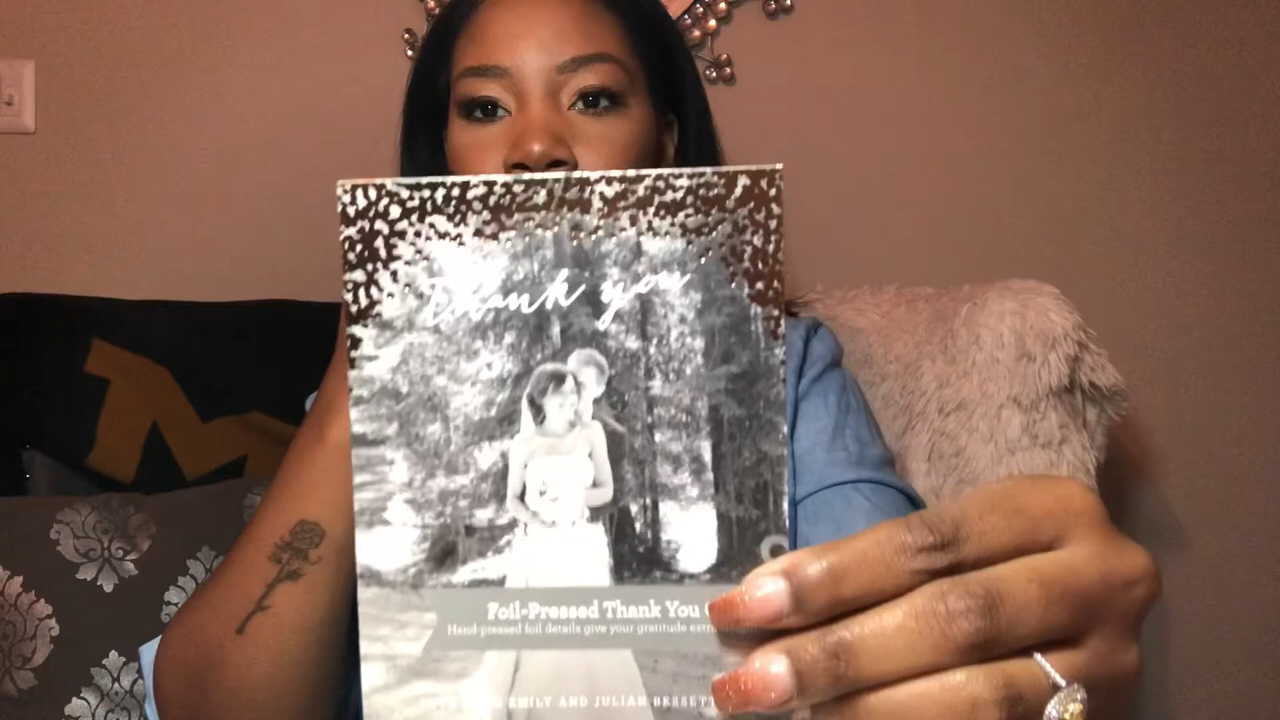 Thank you
Foil-Pressed Thank You
Hand-pressed foil details give your gratitude
EMILY AND JULIAN
M